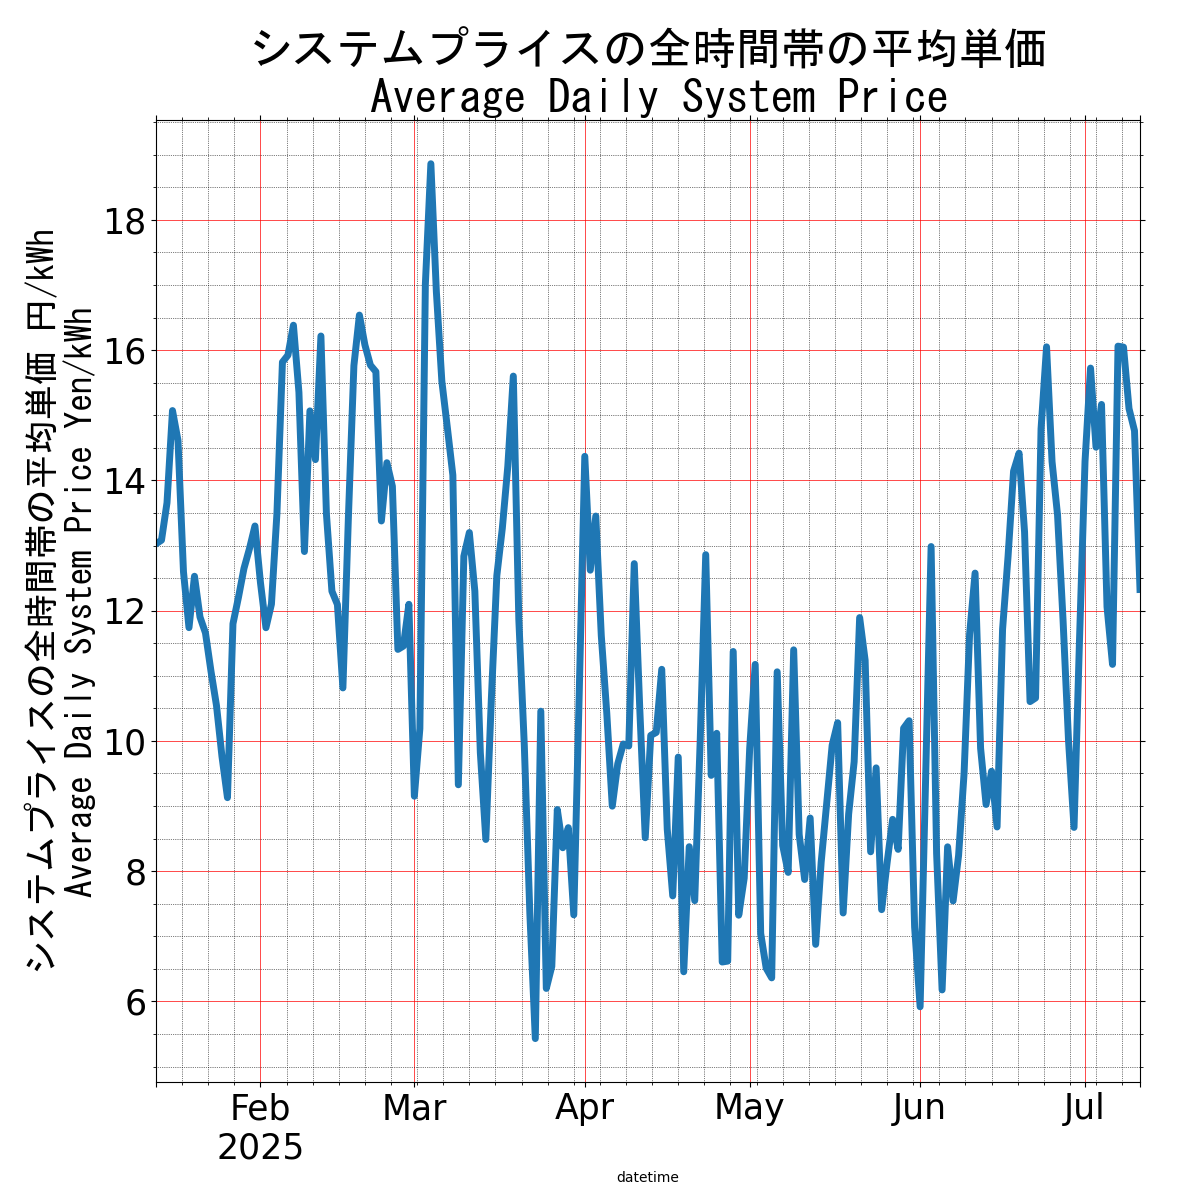 システムプライスの全時間帯の平均単価
Average Daily System Price
システムプライスの全時間帯の平均単価 円/kWh
Average Daily System Price Yen/kWh
18
16
14
12
10
8
6
Feb
2025
Mar
Apr
May
Jun
Jul
datetime